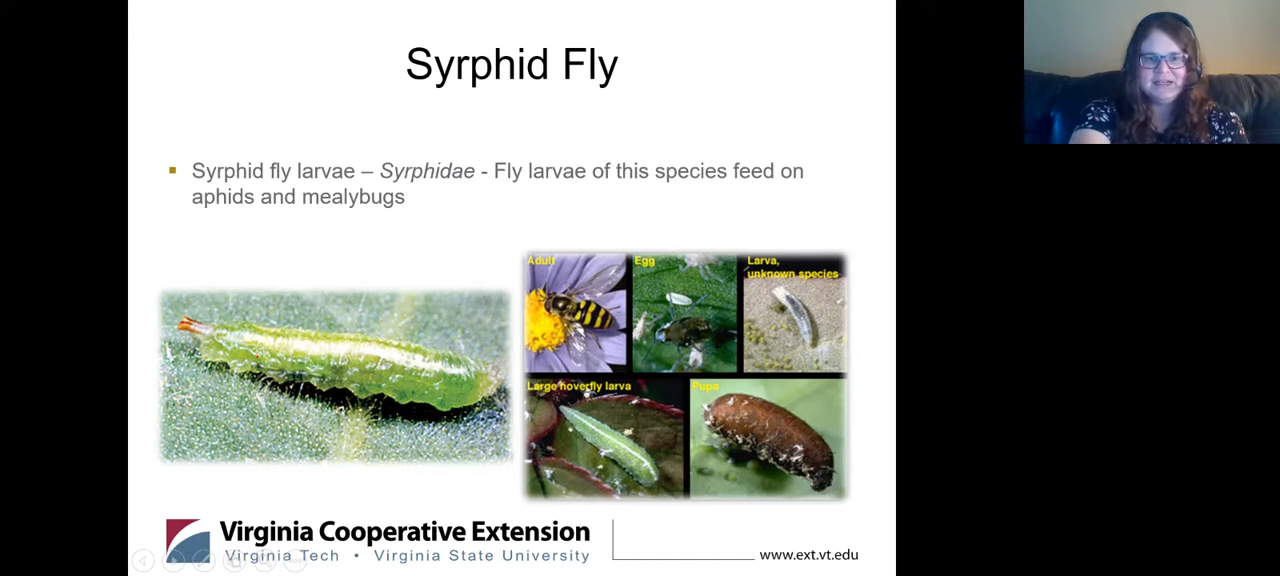 Syrphid Fly
▪ Syrphid fly larvae – Syrphidae - Fly larvae of this species feed on
aphids and mealybugs
Adult
Egg
Larva,
unknown species
Large hoverfly larva
Pupa
Virginia Cooperative Extension
Virginia Tech • Virginia State University
www.ext.vt.edu